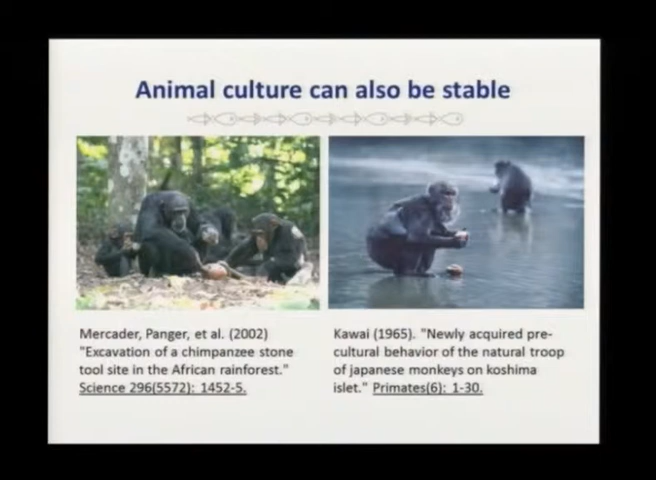 Animal culture can also be stable
Mercader, Panger, et al. (2002)
"Excavation of a chimpanzee stone
tool site in the African rainforest."
Science 296(5572): 1452-5.
Kawai (1965). "Newly acquired pre-
cultural behavior of the natural troop
of japanese monkeys on koshima
islet." Primates(6): 1-30.